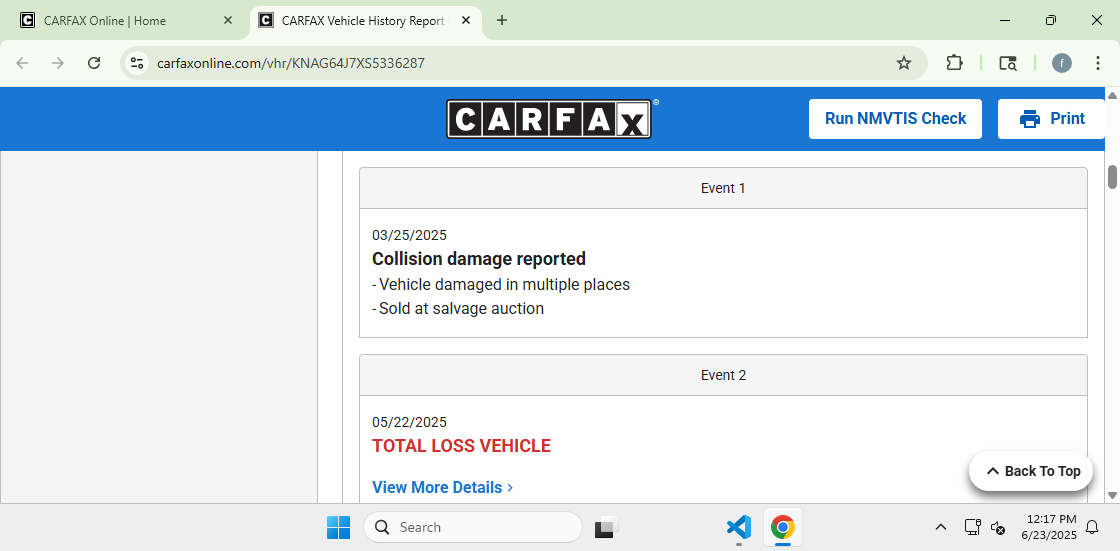 CARFAX Online | Home
CARFAX Vehicle History Report
carfaxonline.com/vhr/KNAG64J7XS5336287
f
CARFAX®
Run NMVTIS Check
Print
Event 1
03/25/2025
Collision damage reported
- Vehicle damaged in multiple places
- Sold at salvage auction
Event 2
05/22/2025
TOTAL LOSS VEHICLE
View More Details
Back To Top
Search
12:17 PM
6/23/2025